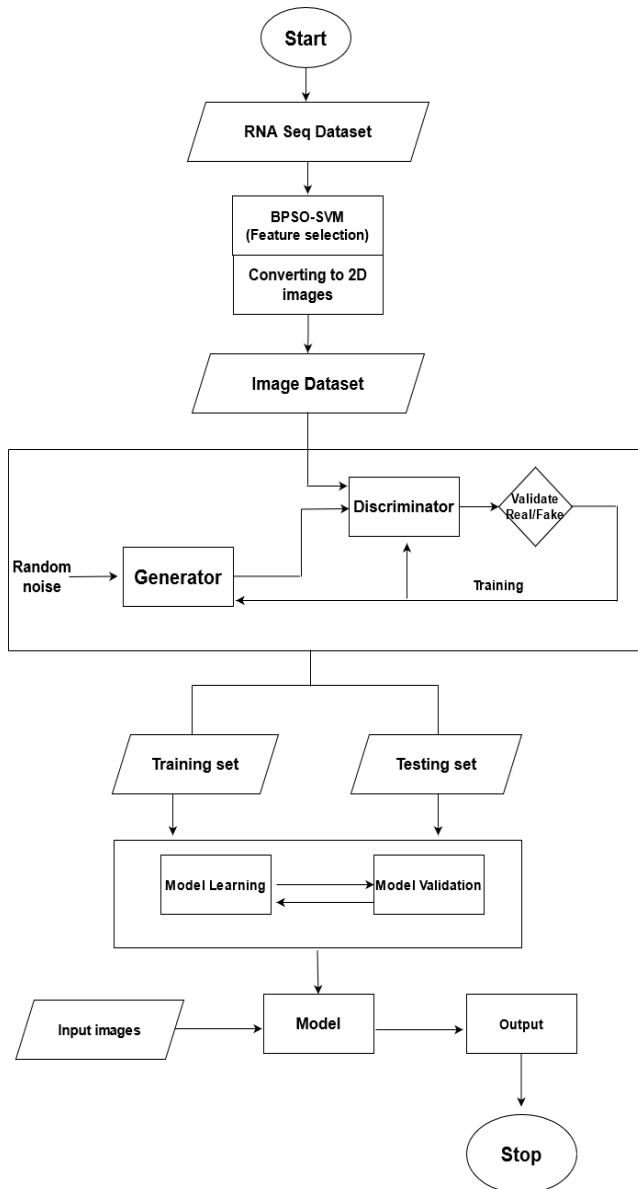 Start
RNA Seq Dataset
BPSO-SVM
(Feature selection)
Converting to 2D
images
Image Dataset
Discriminator
Validate
Real/Fake
Random
noise
Generator
Training
Training set
Testing set
Model Learning
Model Validation
Input images
Model
Output
Stop